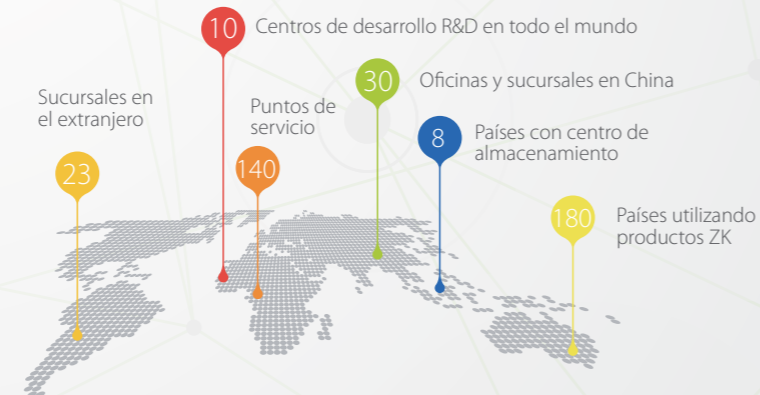 10
Centros de desarrollo R&D en todo el mundo
30
Oficinas y sucursales en China
Sucursales en
el extranjero
23
Puntos de
servicio
140
8
Países con centro de
almacenamiento
180
Países utilizando
productos ZK